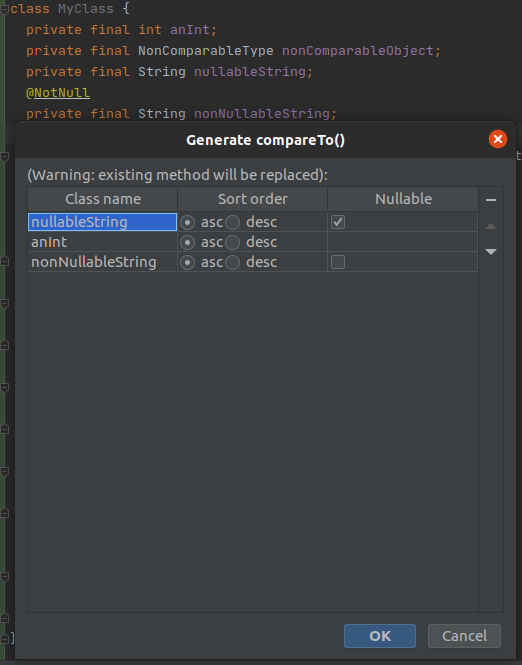 class MyClass {
private final int anInt;
private final NonComparableType nonComparableObject;
private final String nullableString;
@NotNull
private final String nonNullableString;
Generate compareTo()
(Warning: existing method will be replaced):
Class name Sort order Nullable
nullableString asc desc
anInt asc desc
nonNullableString asc desc
OK Cancel